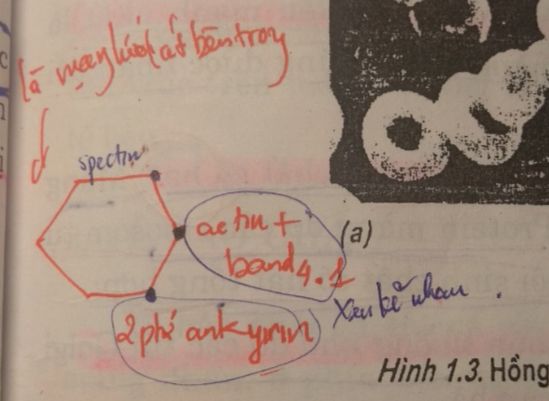 là mạng lưới ở bên trong
spectrin
actin +
band 4.1
(a)
2 phé ankyrin
xen kẽ nhau.
Hình 1.3. Hồng